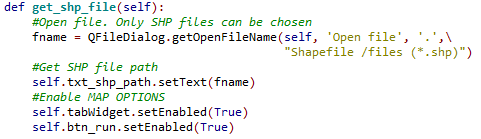 def get_shp_file(self):
    #Open file. Only SHP files can be chosen
    fname = QFileDialog.getOpenFileName(self, 'Open file', '.',\
                                        "Shapefile /files (*.shp)")
    #Get SHP file path
    self.txt_shp_path.setText(fname)
    #Enable MAP OPTIONS
    self.tabWidget.setEnabled(True)
    self.btn_run.setEnabled(True)